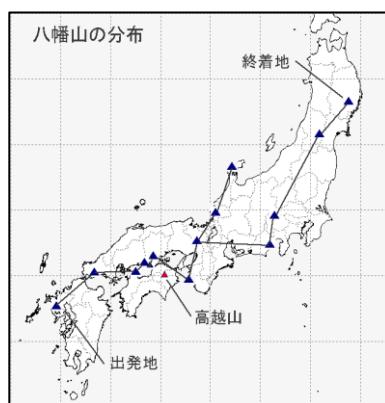 八幡山の分布
終着地
高越山
出発地